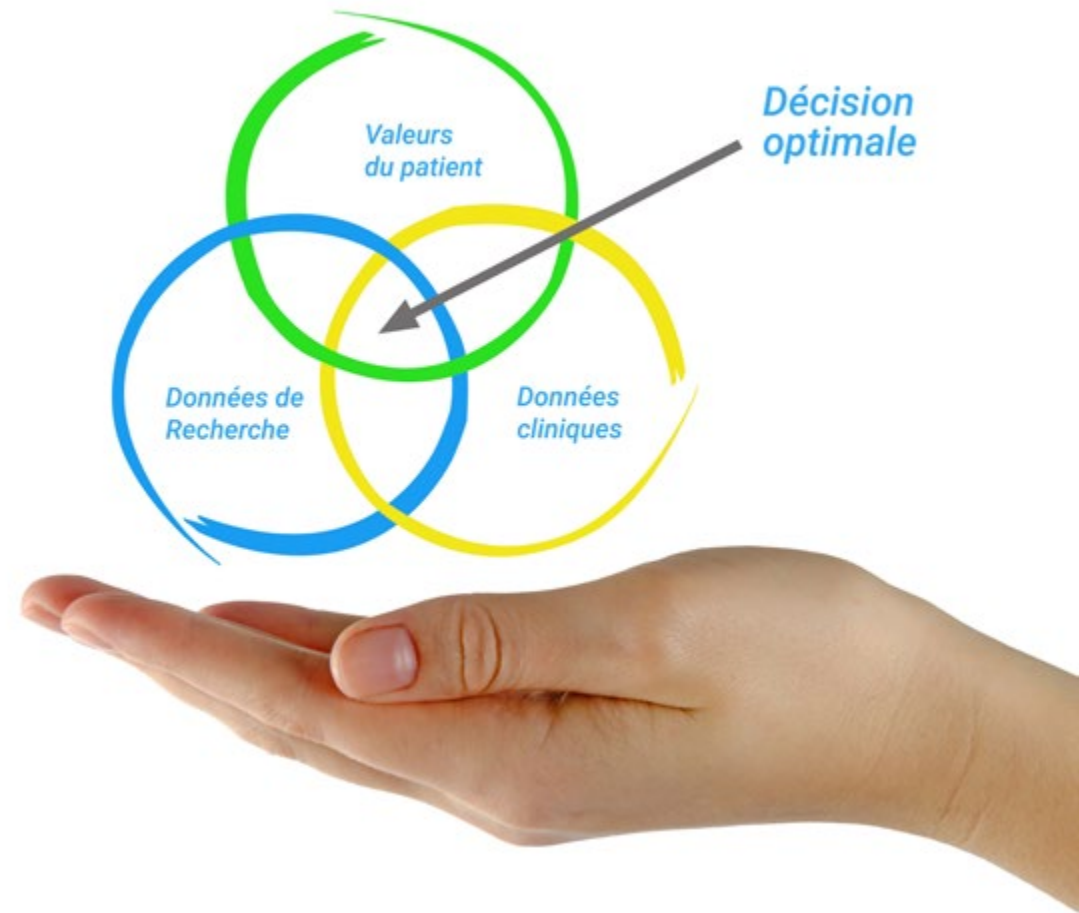 Valeurs
du patient
Décision
optimale
Données de
Recherche
Données
cliniques